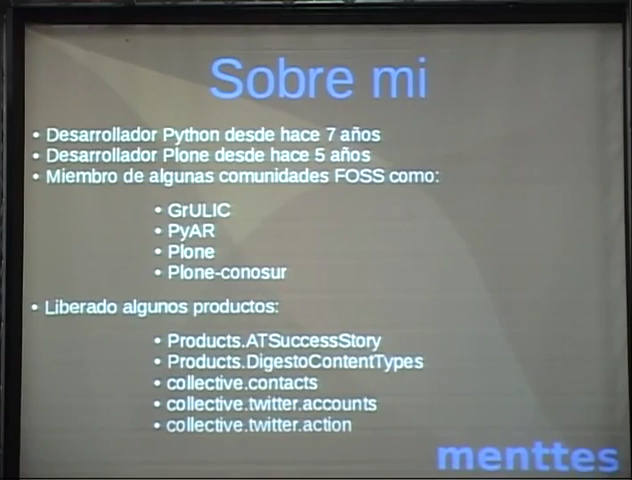 Sobre mi
• Desarrollador Python desde hace 7 años
• Desarrollador Plone desde hace 5 años
• Miembro de algunas comunidades FOSS como:
• GrULIC
• PyAR
• Plone
• Plone-conosur
• Liberado algunos productos:
• Products.ATSuccessStory
• Products.DigestoContentTypes
• collective.contacts
• collective.twitter.accounts
• collective.twitter.action
menttes